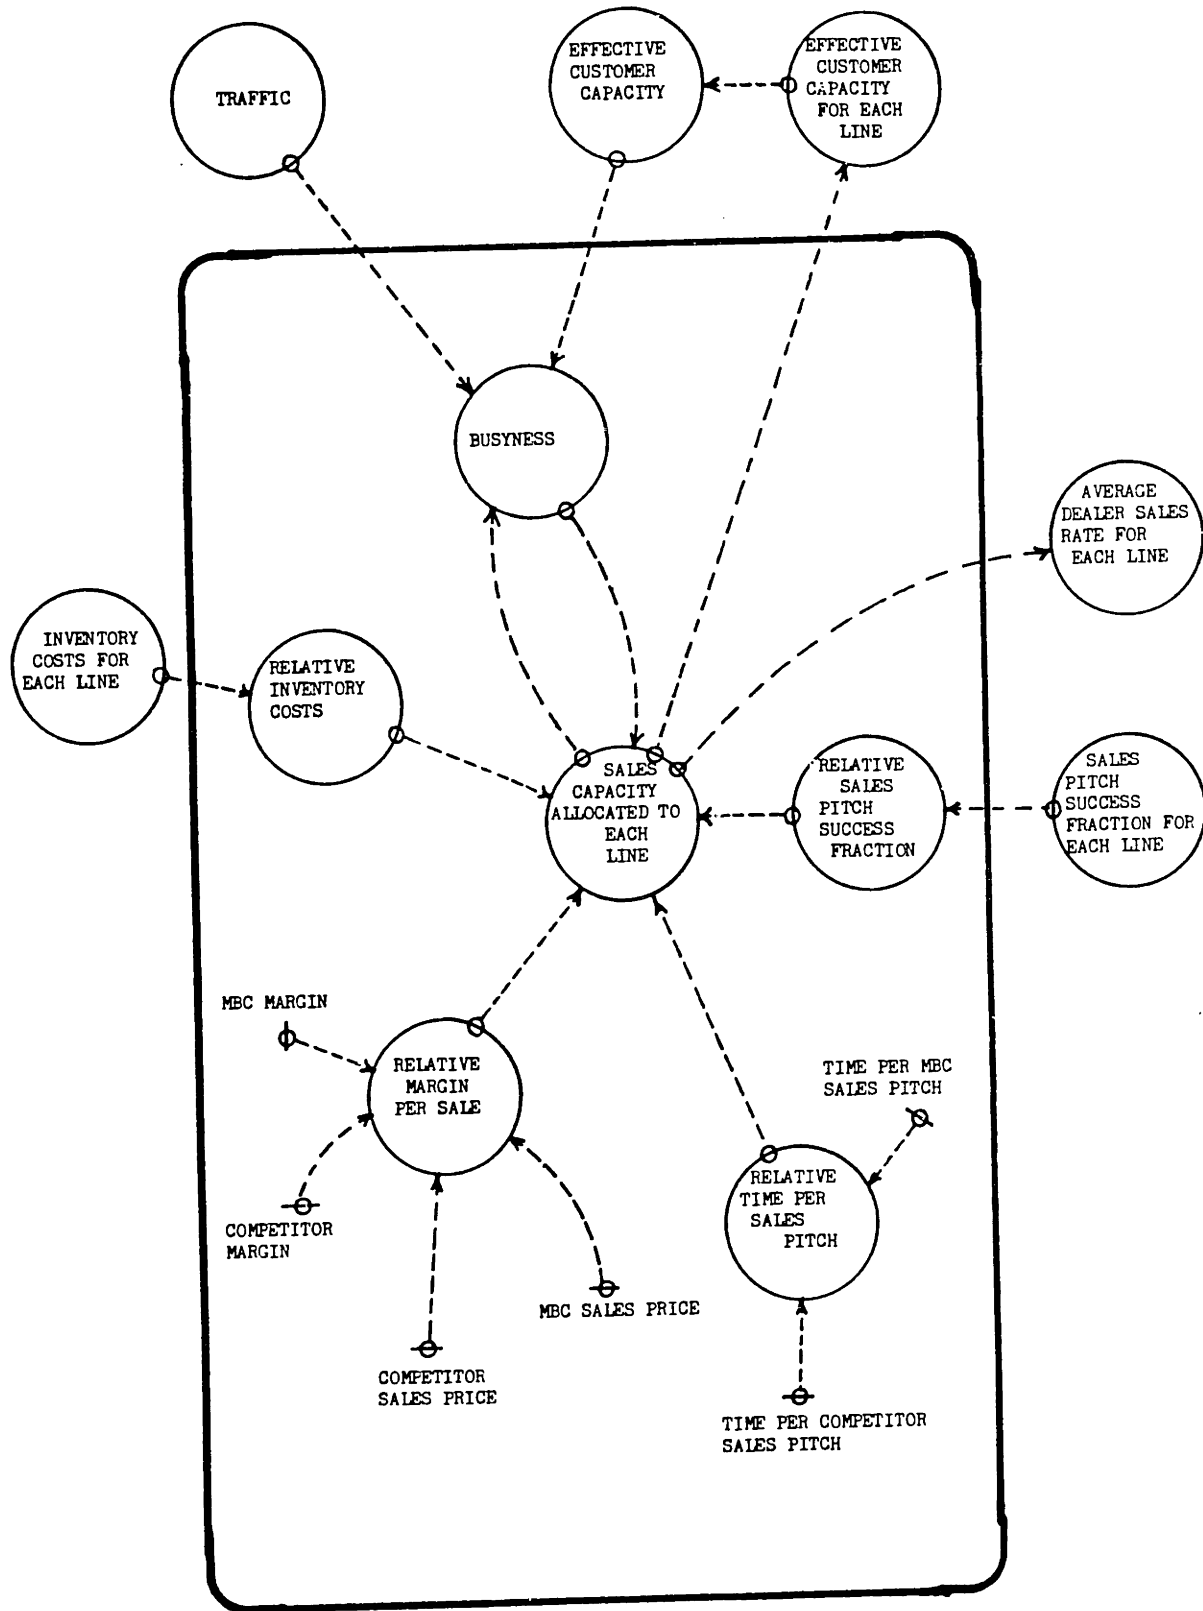 TRAFFIC
EFFECTIVE
CUSTOMER
CAPACITY
EFFECTIVE
CUSTOMER
CAPACITY
FOR EACH
LINE
BUSYNESS
AVERAGE
DEALER SALES
RATE FOR
EACH LINE
INVENTORY
COSTS FOR
EACH LINE
RELATIVE
INVENTORY
COSTS
SALES
CAPACITY
ALLOCATED TO
EACH
LINE
RELATIVE
SALES
PITCH
SUCCESS
FRACTION
SALES
PITCH
SUCCESS
FRACTION FOR
EACH LINE
MBC MARGIN
RELATIVE
MARGIN
PER SALE
TIME PER MBC
SALES PITCH
COMPETITOR
MARGIN
RELATIVE
TIME PER
SALES
PITCH
MBC SALES PRICE
COMPETITOR
SALES PRICE
TIME PER COMPETITOR
SALES PITCH